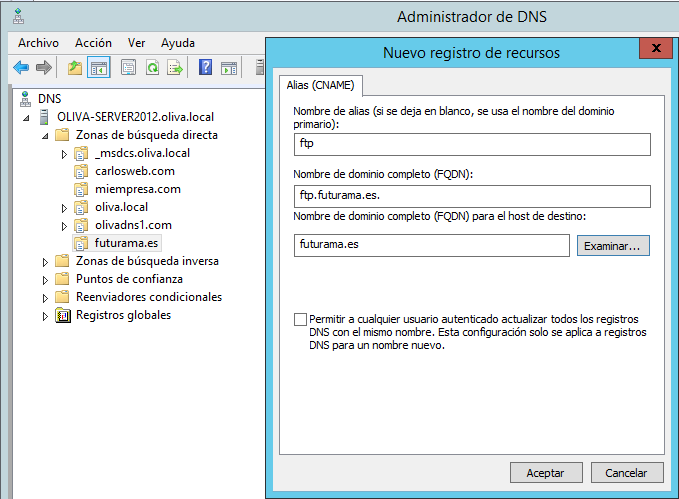 Administrador de DNS
Archivo Acción Ver Ayuda
DNS
OLIVA-SERVER2012.oliva.local
Zonas de búsqueda directa
_msdcs.oliva.local
carlosweb.com
miempresa.com
oliva.local
olivadns1.com
futurama.es
Zonas de búsqueda inversa
Puntos de confianza
Reenviadores condicionales
Registros globales
Nuevo registro de recursos
Alias (CNAME)
Nombre de alias (si se deja en blanco, se usa el nombre del dominio
primario):
ftp
Nombre de dominio completo (FQDN):
ftp.futurama.es.
Nombre de dominio completo (FQDN) para el host de destino:
futurama.es
Examinar...
Permitir a cualquier usuario autenticado actualizar todos los registros
DNS con el mismo nombre. Esta configuración solo se aplica a registros
DNS para un nombre nuevo.
Aceptar
Cancelar